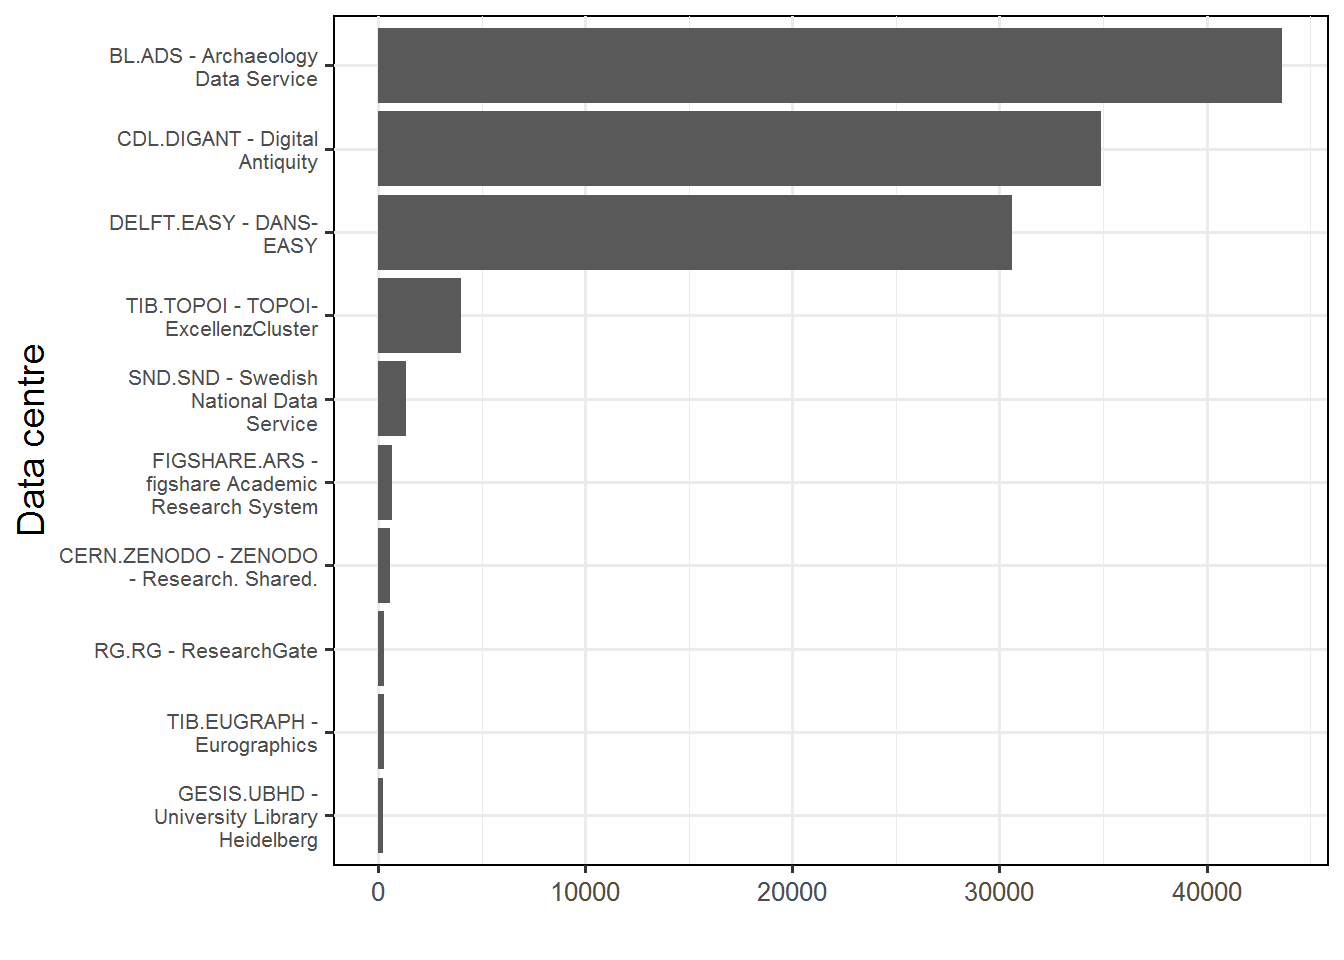 BL.ADS - Archaeology
Data Service
CDL.DIGANT - Digital
Antiquity
DELFT.EASY - DANS-
EASY
TIB.TOPOI - TOPOI-
ExcellenzCluster
SND.SND - Swedish
National Data
Service
FIGSHARE.ARS -
figshare Academic
Research System
CERN.ZENODO - ZENODO
- Research. Shared.
RG.RG - ResearchGate
TIB.EUGRAPH -
Eurographics
GESIS.UBHD -
University Library
Heidelberg
Data centre
0 10000 20000 30000 40000